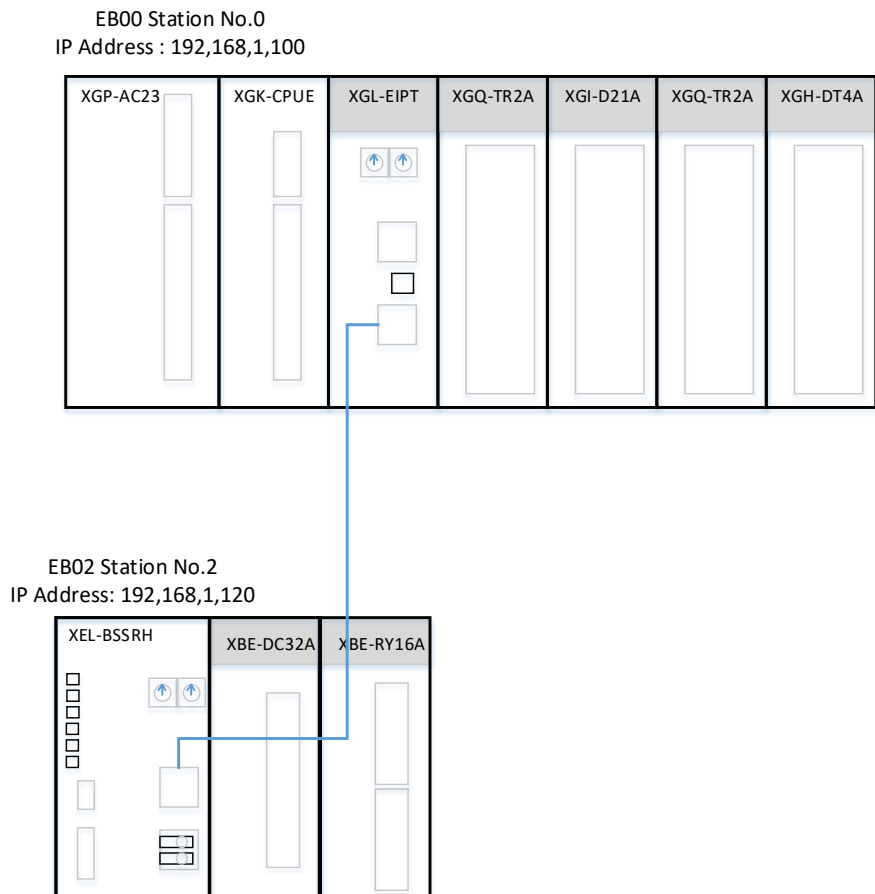 EB00 Station No.0
IP Address : 192,168,1,100
XGP-AC23
XGK-CPUE
XGL-EIPT
XGQ-TR2A
XGI-D21A
XGQ-TR2A
XGH-DT4A
EB02 Station No.2
IP Address: 192,168,1,120
XEL-BSSRH
XBE-DC32A
XBE-RY16A